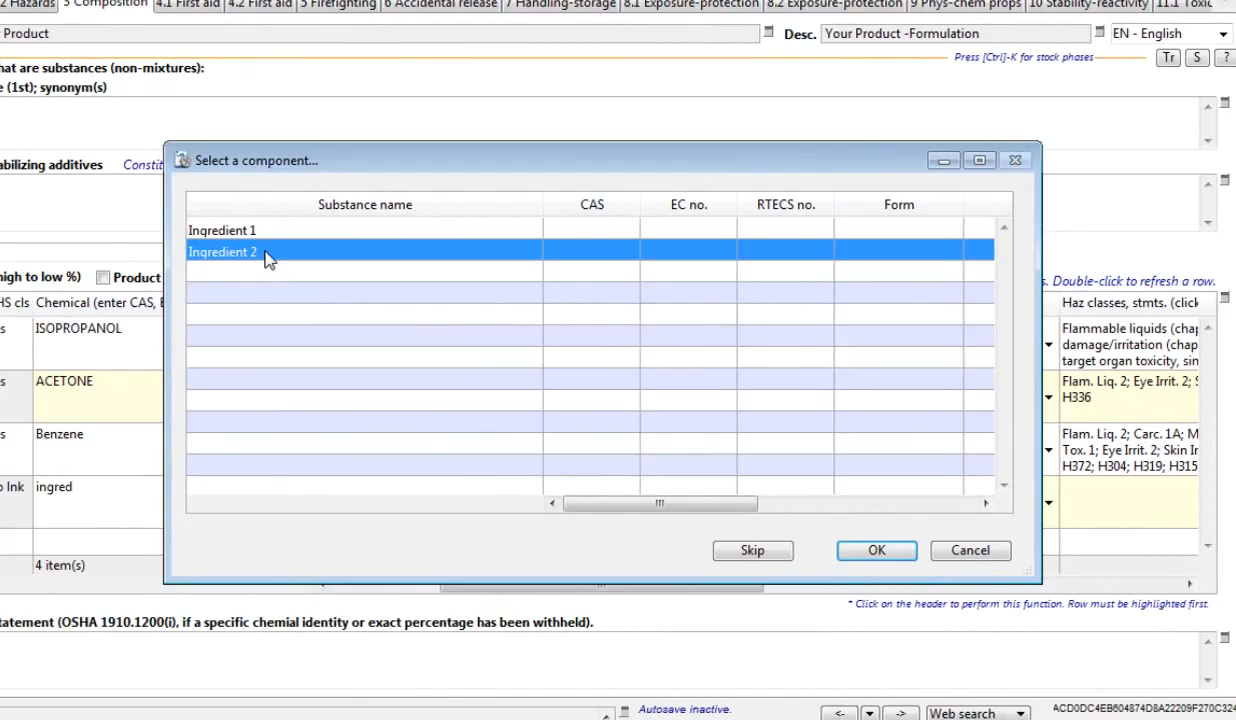 2 Hazards 3 Composition 4.1 First aid 4.2 First aid 5 Firefighting 6 Accidental release 7 Handling-storage 8.1 Exposure-protection 8.2 Exposure-protection 9 Phys-chem props 10 Stability-reactivity 11.1 Toxic
Product Desc. Your Product -Formulation EN - English
Press [Ctrl]-K for stock phases Tr S ?
hat are substances (non-mixtures):
e (1st); synonym(s)
Select a component...
abilizing additives Constit
Substance name CAS EC no. RTECS no. Form
Ingredient 1
Ingredient 2
high to low %) Product s. Double-click to refresh a row.
HS cls Chemical (enter CAS, E Haz classes, stmts. (click
s ISOPROPANOL Flammable liquids (chap
damage/irritation (chap
target organ toxicity, sin
s ACETONE Flam. Liq. 2; Eye Irrit. 2; S
H336
s Benzene Flam. Liq. 2; Carc. 1A; M
Tox. 1; Eye Irrit. 2; Skin Ir
H372; H304; H319; H315
o Ink ingred
Skip OK Cancel
4 item(s)
* Click on the header to perform this function. Row must be highlighted first.
tatement (OSHA 1910.1200(i), if a specific chemial identity or exact percentage has been withheld).
Autosave inactive. <- -> Web search ACD0DC4EB604874D8A22209F270C324